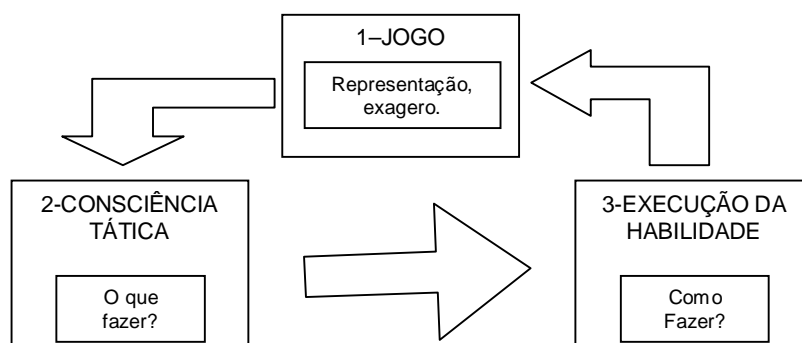 1–JOGO
Representação,
exagero.
2-CONSCIÊNCIA
TÁTICA
O que
fazer?
3-EXECUÇÃO DA
HABILIDADE
Como
Fazer?